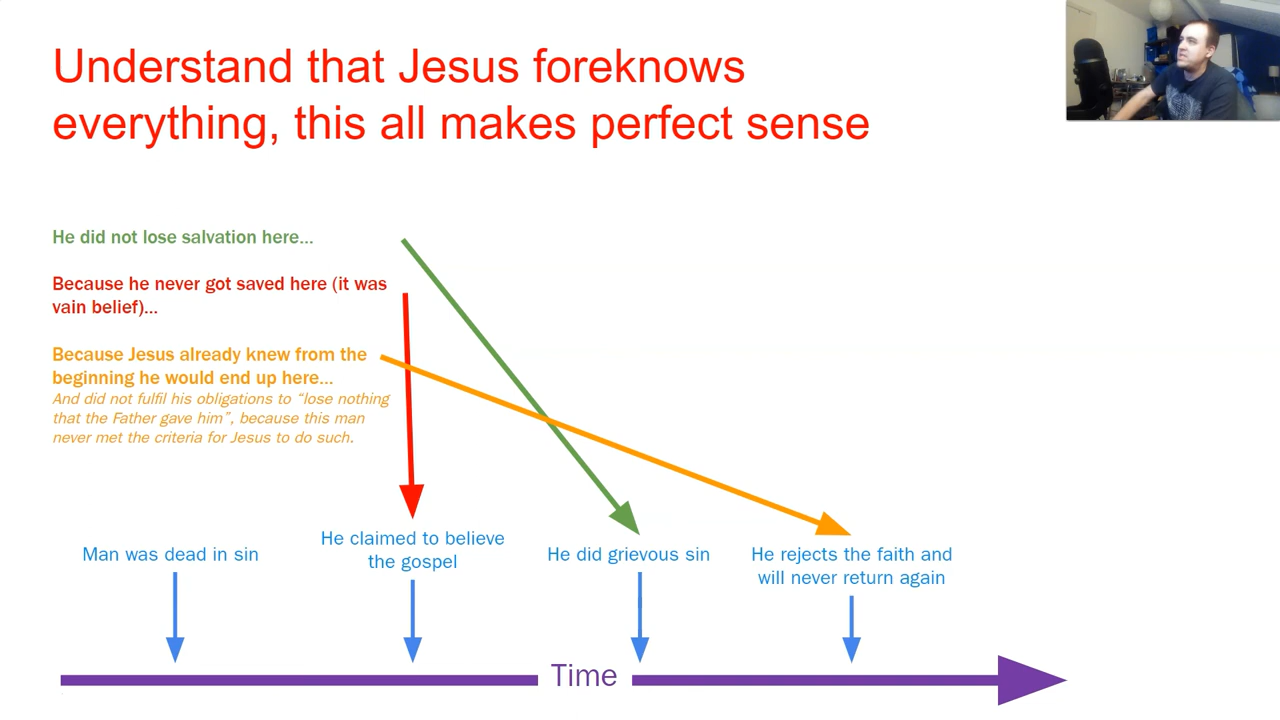 Understand that Jesus foreknows
everything, this all makes perfect sense
He did not lose salvation here...
Because he never got saved here (it was
vain belief)...
Because Jesus already knew from the
beginning he would end up here...
And did not fulfil his obligations to “lose nothing
that the Father gave him”, because this man
never met the criteria for Jesus to do such.
Man was dead in sin
He claimed to believe
the gospel
He did grievous sin
He rejects the faith and
will never return again
Time